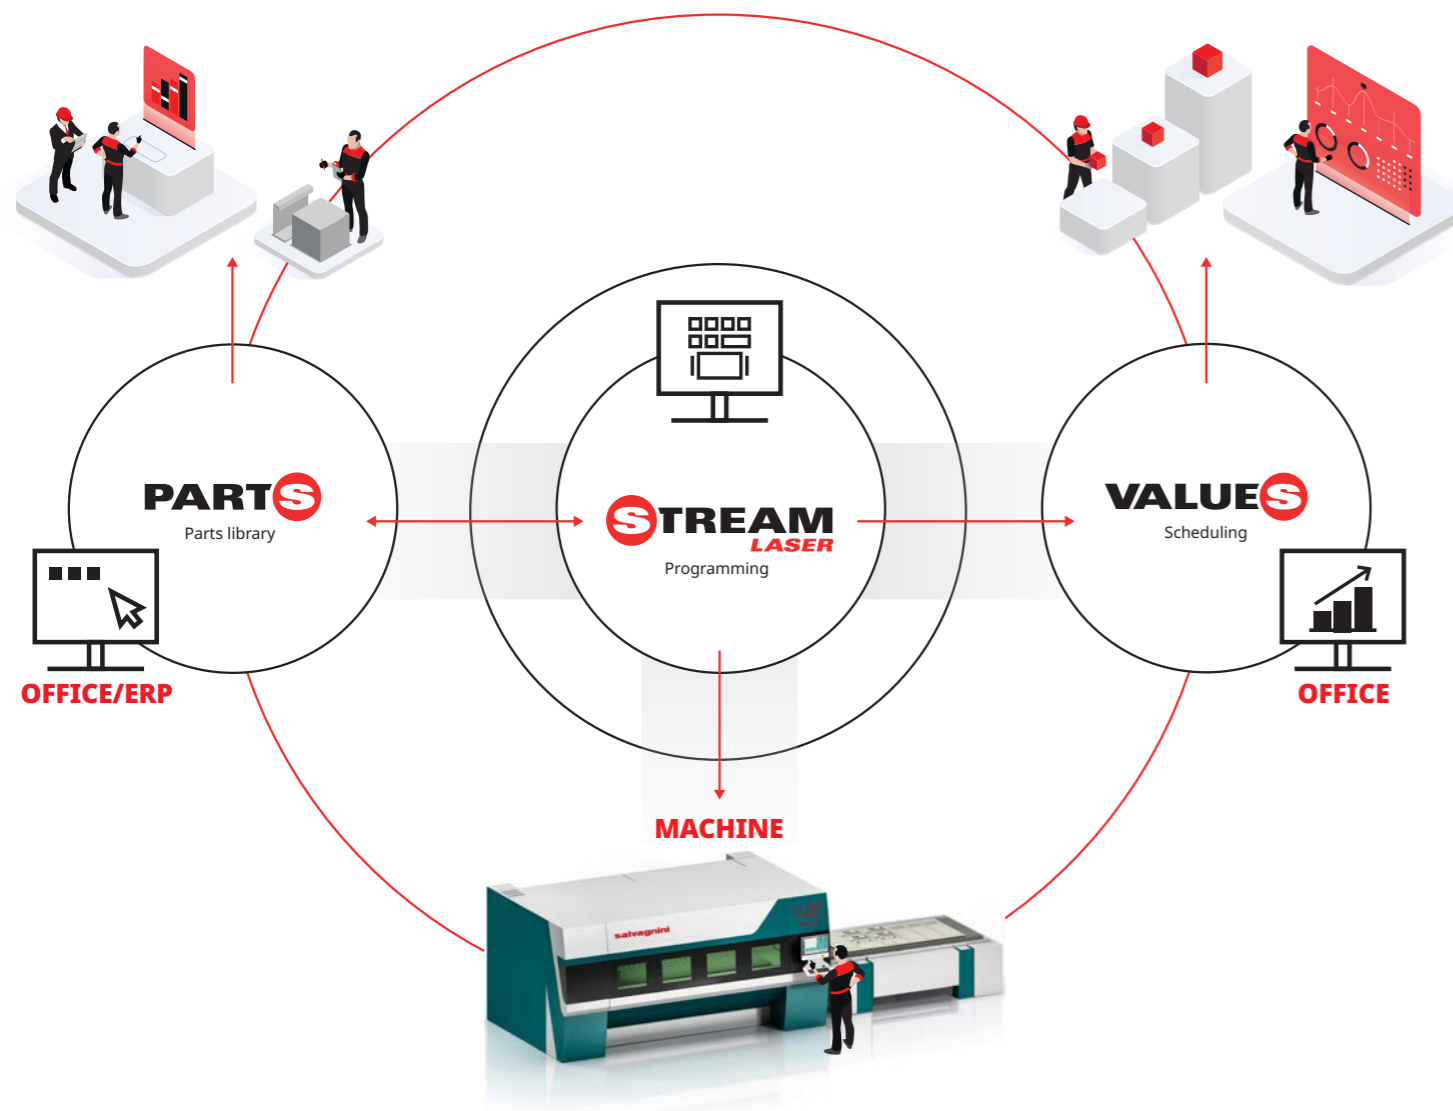 PARTS
Parts library
OFFICE/ERP
STREAM
LASER
Programming
VALUES
Scheduling
OFFICE
MACHINE
salvagnini